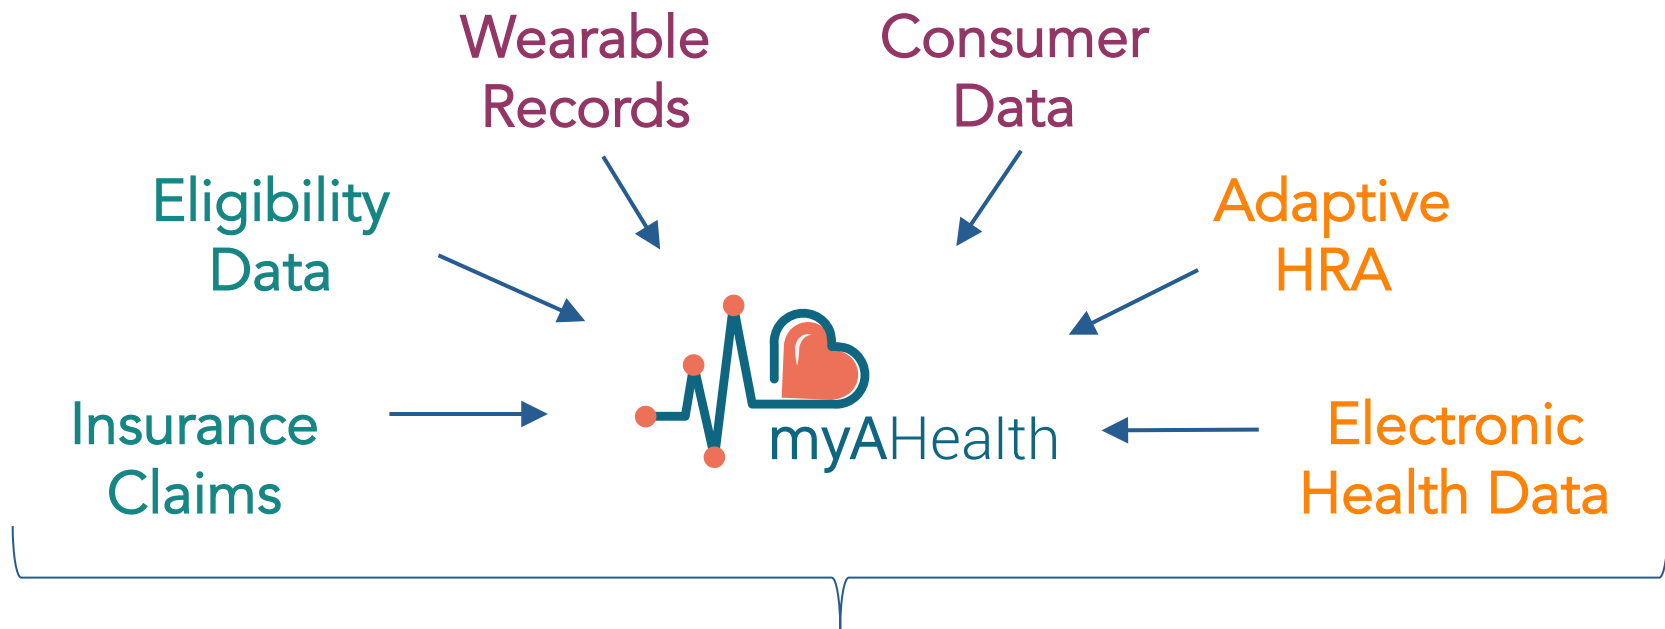 Wearable
Records
Consumer
Data
Eligibility
Data
Adaptive
HRA
Insurance
Claims
myAHealth
Electronic
Health Data